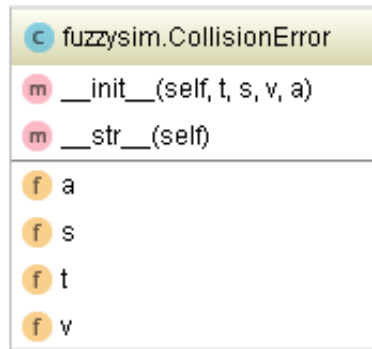 C fuzzysim.CollisionError
m __init__(self, t, s, v, a)
m __str__(self)
f a
f s
f t
f v